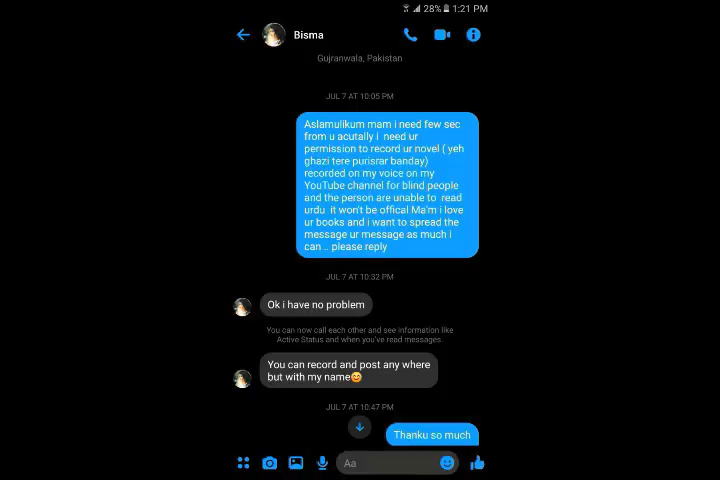 28% 1:21 PM
Bisma
Gujranwala, Pakistan
JUL 7 AT 10:05 PM
Aslamulikum mam i need few sec
from u acutally i need ur
permission to record ur novel ( yeh
ghazi tere purisrar banday)
recorded on my voice on my
YouTube channel for blind people
and the person are unable to read
urdu it won't be offical Ma'm i love
ur books and i want to spread the
message ur message as much i
can .. please reply
JUL 7 AT 10:32 PM
Ok i have no problem
You can now call each other and see information like
Active Status and when you've read messages.
You can record and post any where
but with my name😊
JUL 7 AT 10:47 PM
Thanku so much
Aa